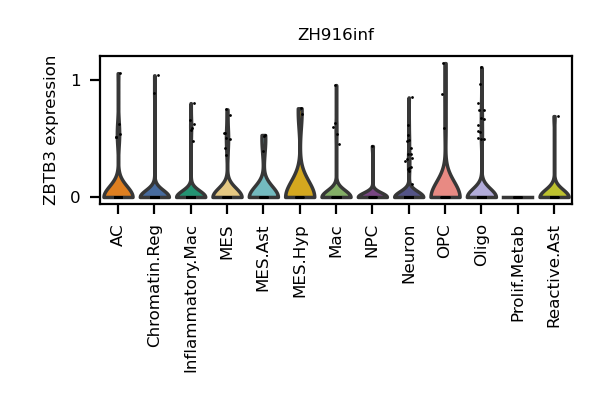 ZH916inf
ZBTB3 expression
1
0
AC
Chromatin.Reg
Inflammatory.Mac
MES
MES.Ast
MES.Hyp
Mac
NPC
Neuron
OPC
Oligo
Prolif.Metab
Reactive.Ast